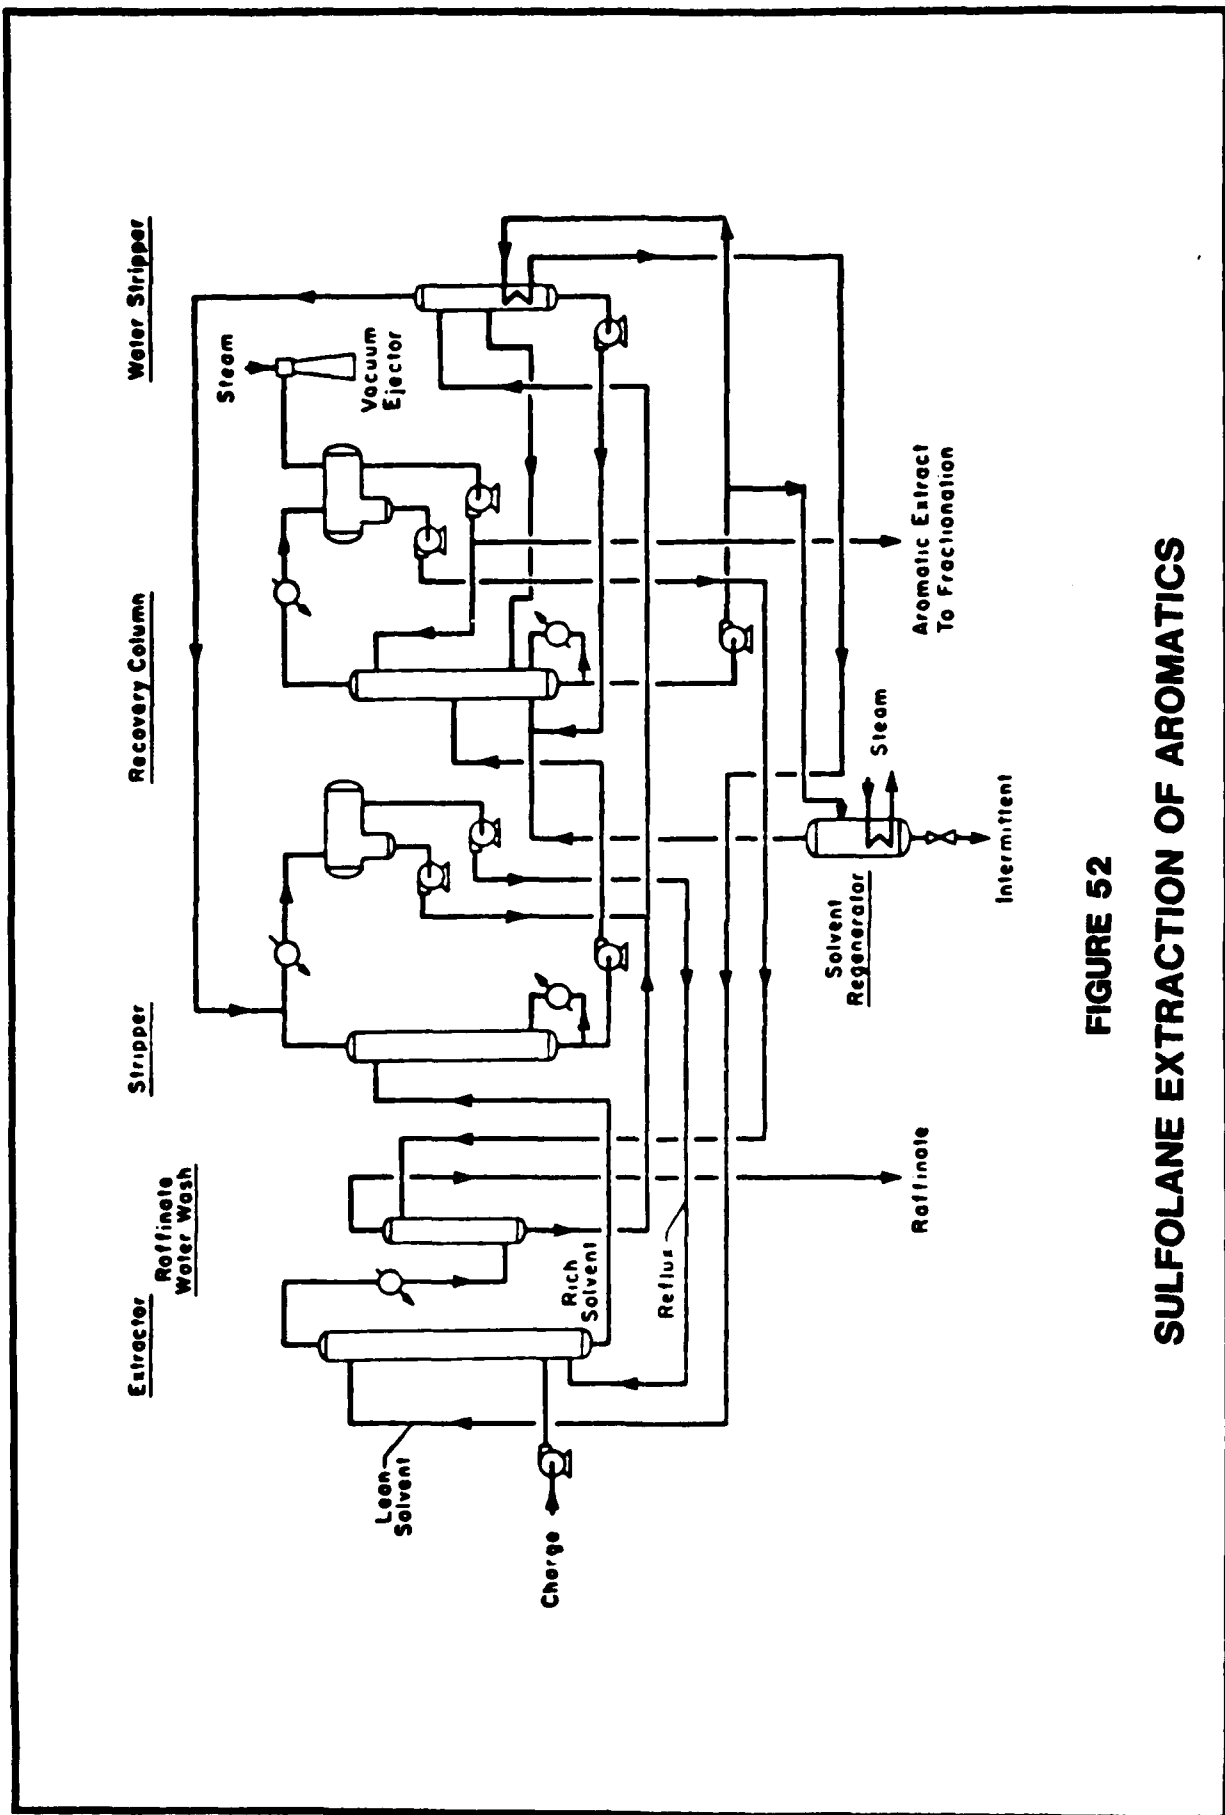 Extractor
Raffinate
Water Wash
Stripper
Recovery Column
Water Stripper
Steam
Vacuum
Ejector
Lean
Solvent
Charge
Rich
Solvent
Reflux
Raffinate
Solvent
Regenerator
Steam
Intermittent
Aromatic Extract
To Fractionation
FIGURE 52
SULFOLANE EXTRACTION OF AROMATICS